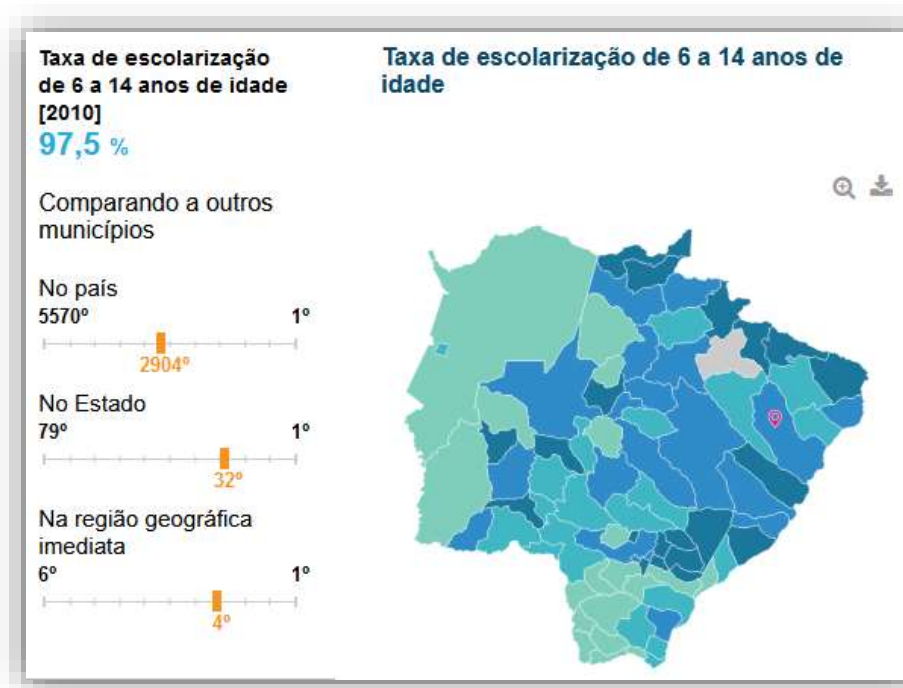 Taxa de escolarização
de 6 a 14 anos de idade
[2010]
97,5 %
Comparando a outros
municípios
No país
5570º 1º
2904º
No Estado
79º 1º
32º
Na região geográfica
imediata
6º 1º
4º
Taxa de escolarização de 6 a 14 anos de
idade